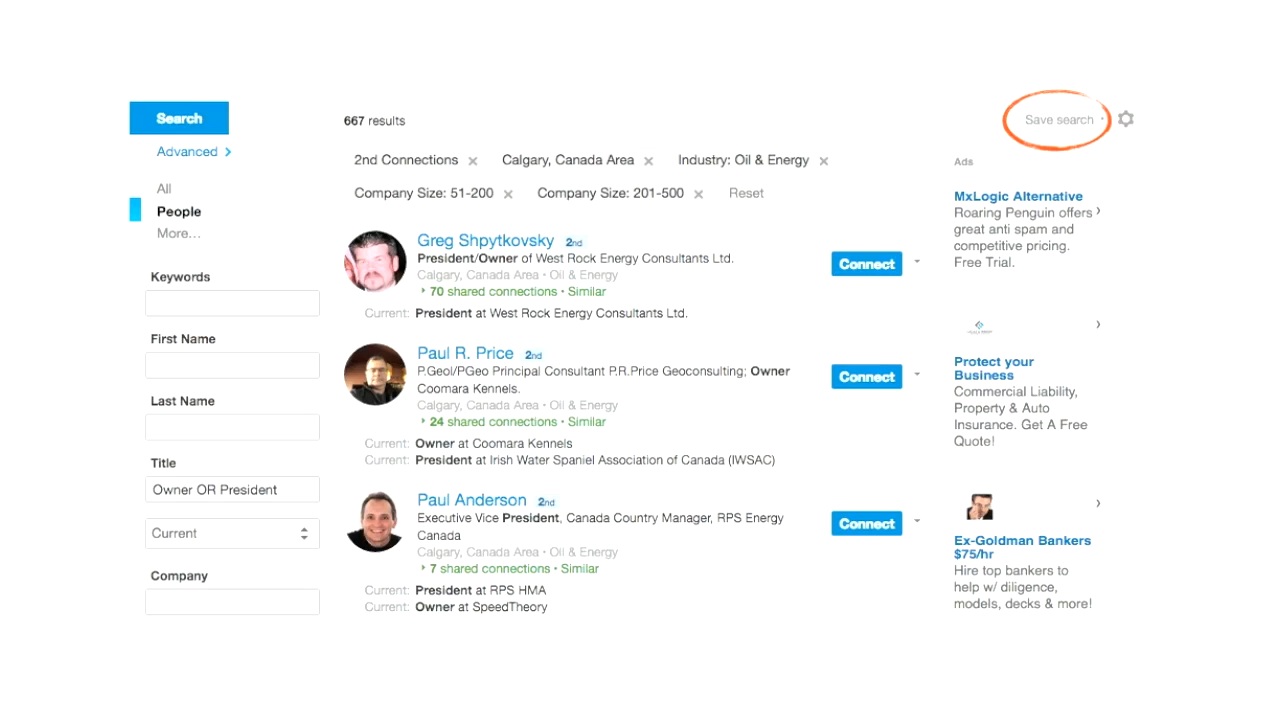 Search
Advanced
All
People
More...
Keywords
First Name
Last Name
Title
Owner OR President
Current
Company
667 results
Save search
2nd Connections × Calgary, Canada Area × Industry: Oil & Energy ×
Company Size: 51-200 × Company Size: 201-500 × Reset
Greg Shpytkovsky 2nd
President/Owner of West Rock Energy Consultants Ltd.
Calgary, Canada Area • Oil & Energy
70 shared connections • Similar
Current: President at West Rock Energy Consultants Ltd.
Connect
Paul R. Price 2nd
P.Geol/PGeo Principal Consultant P.R.Price Geoconsulting; Owner
Coomara Kennels.
Calgary, Canada Area • Oil & Energy
24 shared connections • Similar
Current: Owner at Coomara Kennels
Current: President at Irish Water Spaniel Association of Canada (IWSAC)
Connect
Paul Anderson 2nd
Executive Vice President, Canada Country Manager, RPS Energy
Canada
Calgary, Canada Area • Oil & Energy
7 shared connections • Similar
Current: President at RPS HMA
Current: Owner at SpeedTheory
Connect
Ads
MxLogic Alternative
Roaring Penguin offers
great anti spam and
competitive pricing.
Free Trial.
Protect your
Business
Commercial Liability,
Property & Auto
Insurance. Get A Free
Quote!
Ex-Goldman Bankers
$75/hr
Hire top bankers to
help w/ diligence,
models, decks & more!